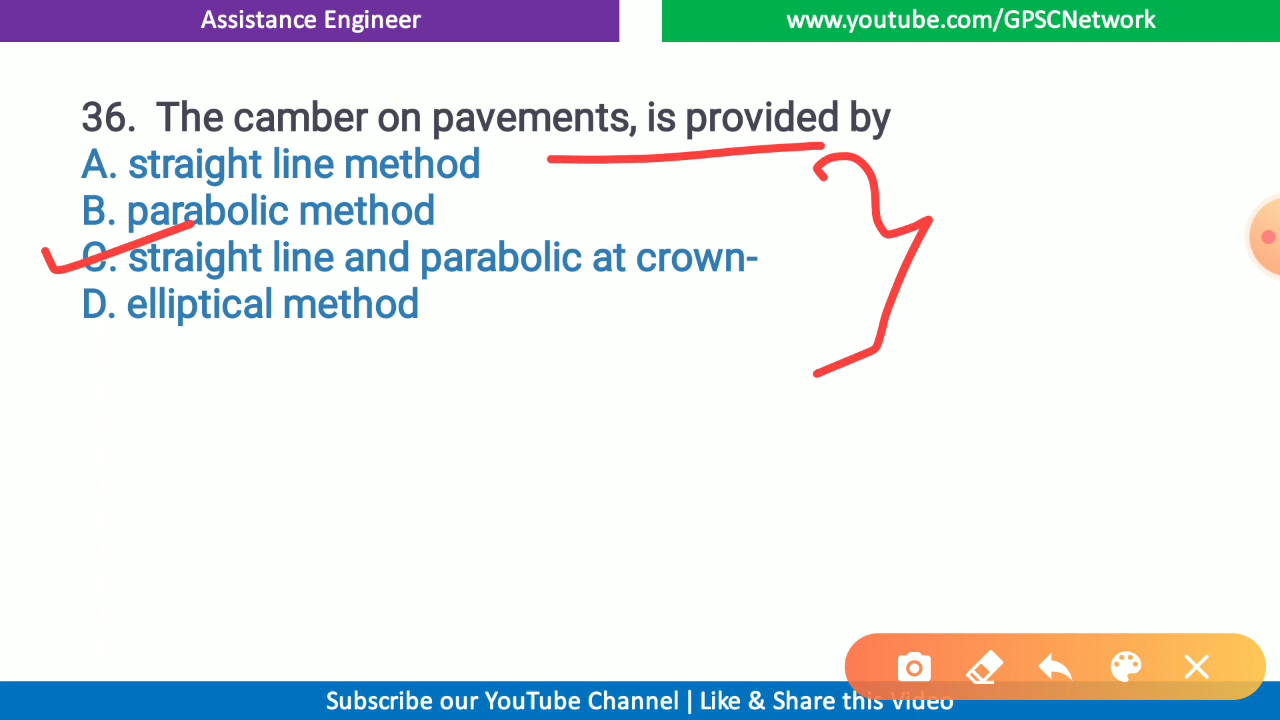 Assistance Engineer
www.youtube.com/GPSCNetwork
36. The camber on pavements, is provided by
A. straight line method
B. parabolic method
C. straight line and parabolic at crown-
D. elliptical method
Subscribe our YouTube Channel | Like & Share this Video